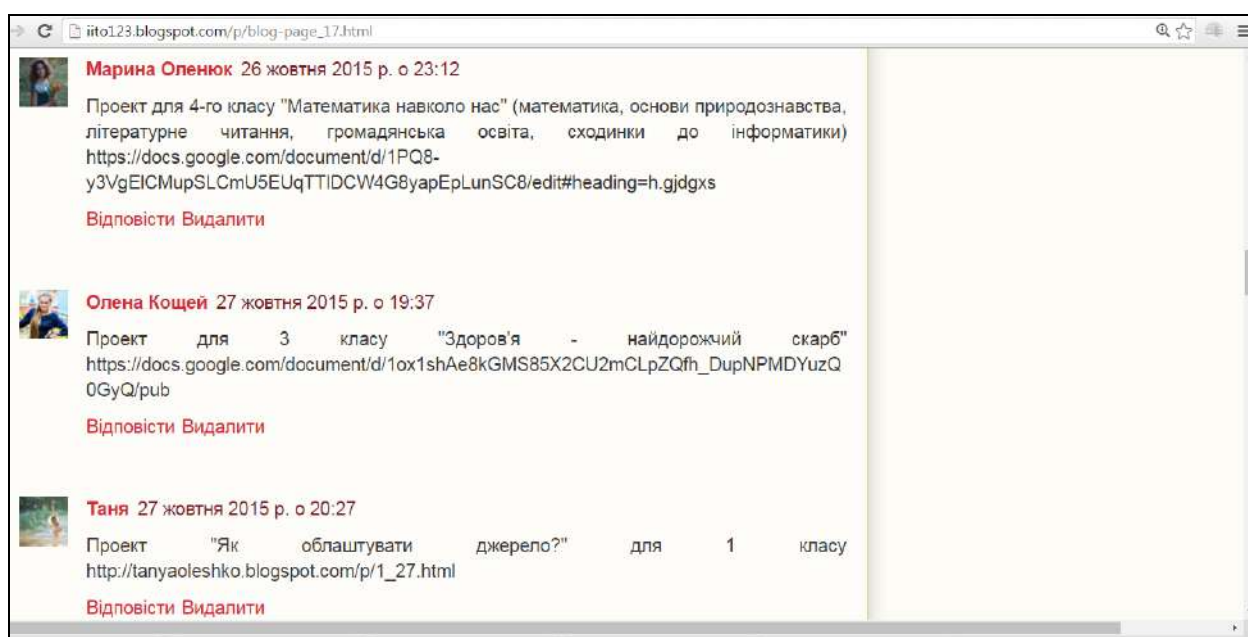 iito123.blogspot.com/p/blog-page_17.html
Марина Оленюк 26 жовтня 2015 р. о 23:12
Проект для 4-го класу "Математика навколо нас" (математика, основи природознавства,
літературне читання, громадянська освіта, сходинки до інформатики)
https://docs.google.com/document/d/1PQ8-
y3VgEICMupSLCmU5EUqTTIDCW4G8yapEpLunSC8/edit#heading=h.gjdgxs
Відповісти Видалити
Олена Кощей 27 жовтня 2015 р. о 19:37
Проект для 3 класу "Здоров'я - найдорожчий скарб"
https://docs.google.com/document/d/1ox1shAe8kGMS85X2CU2mCLpZQfh_DupNPMDYuzQ
0GyQ/pub
Відповісти Видалити
Таня 27 жовтня 2015 р. о 20:27
Проект "Як облаштувати джерело?" для 1 класу
http://tanyaoleshko.blogspot.com/p/1_27.html
Відповісти Видалити